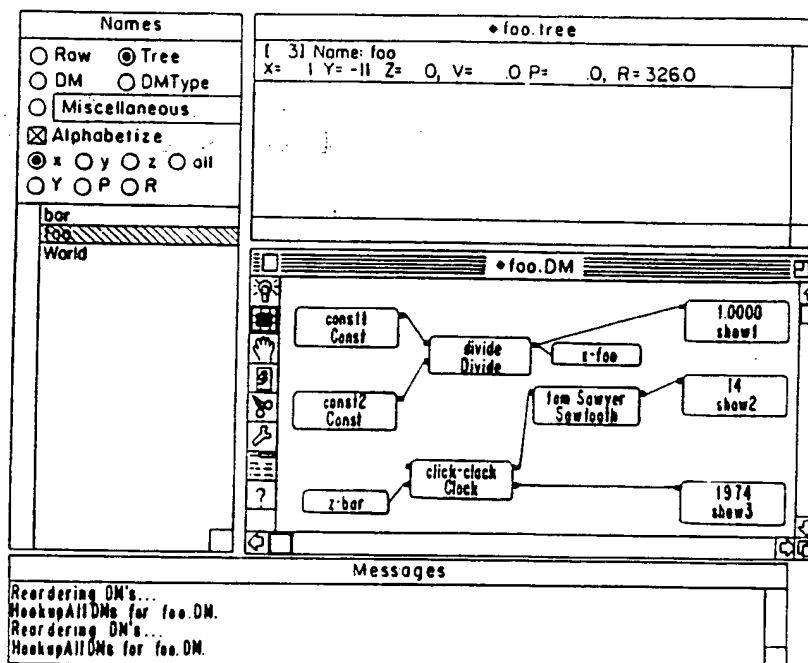 Names
Raw Tree
DM DMType
Miscellaneous
Alphabetize
x y z all
Y P R
bar
foo
World
♦foo.tree
[ 3] Name: foo
X= 1 Y= -11 Z= 0, V= .0 P= .0, R= 326.0
♦foo.DM
const1
Const
const2
Const
divide
Divide
x-foo
1.0000
show1
tom Sawyer
Sawtooth
14
show2
z-bar
click-clack
Clock
1974
show3
?
Messages
Reordering DM's...
HookupAllDMs for foo.DM.
Reordering DM's...
HookupAllDMs for foo.DM.